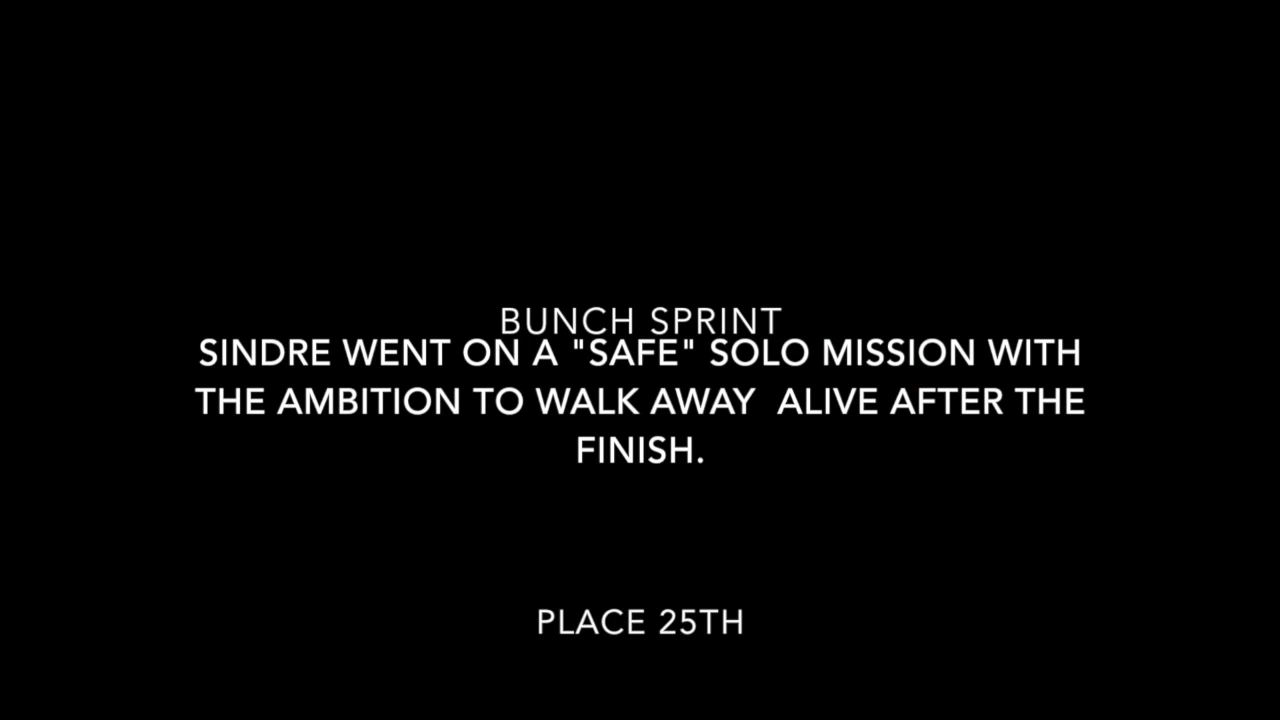 BUNCH SPRINT
SINDRE WENT ON A "SAFE" SOLO MISSION WITH
THE AMBITION TO WALK AWAY  ALIVE AFTER THE
FINISH.
PLACE 25TH